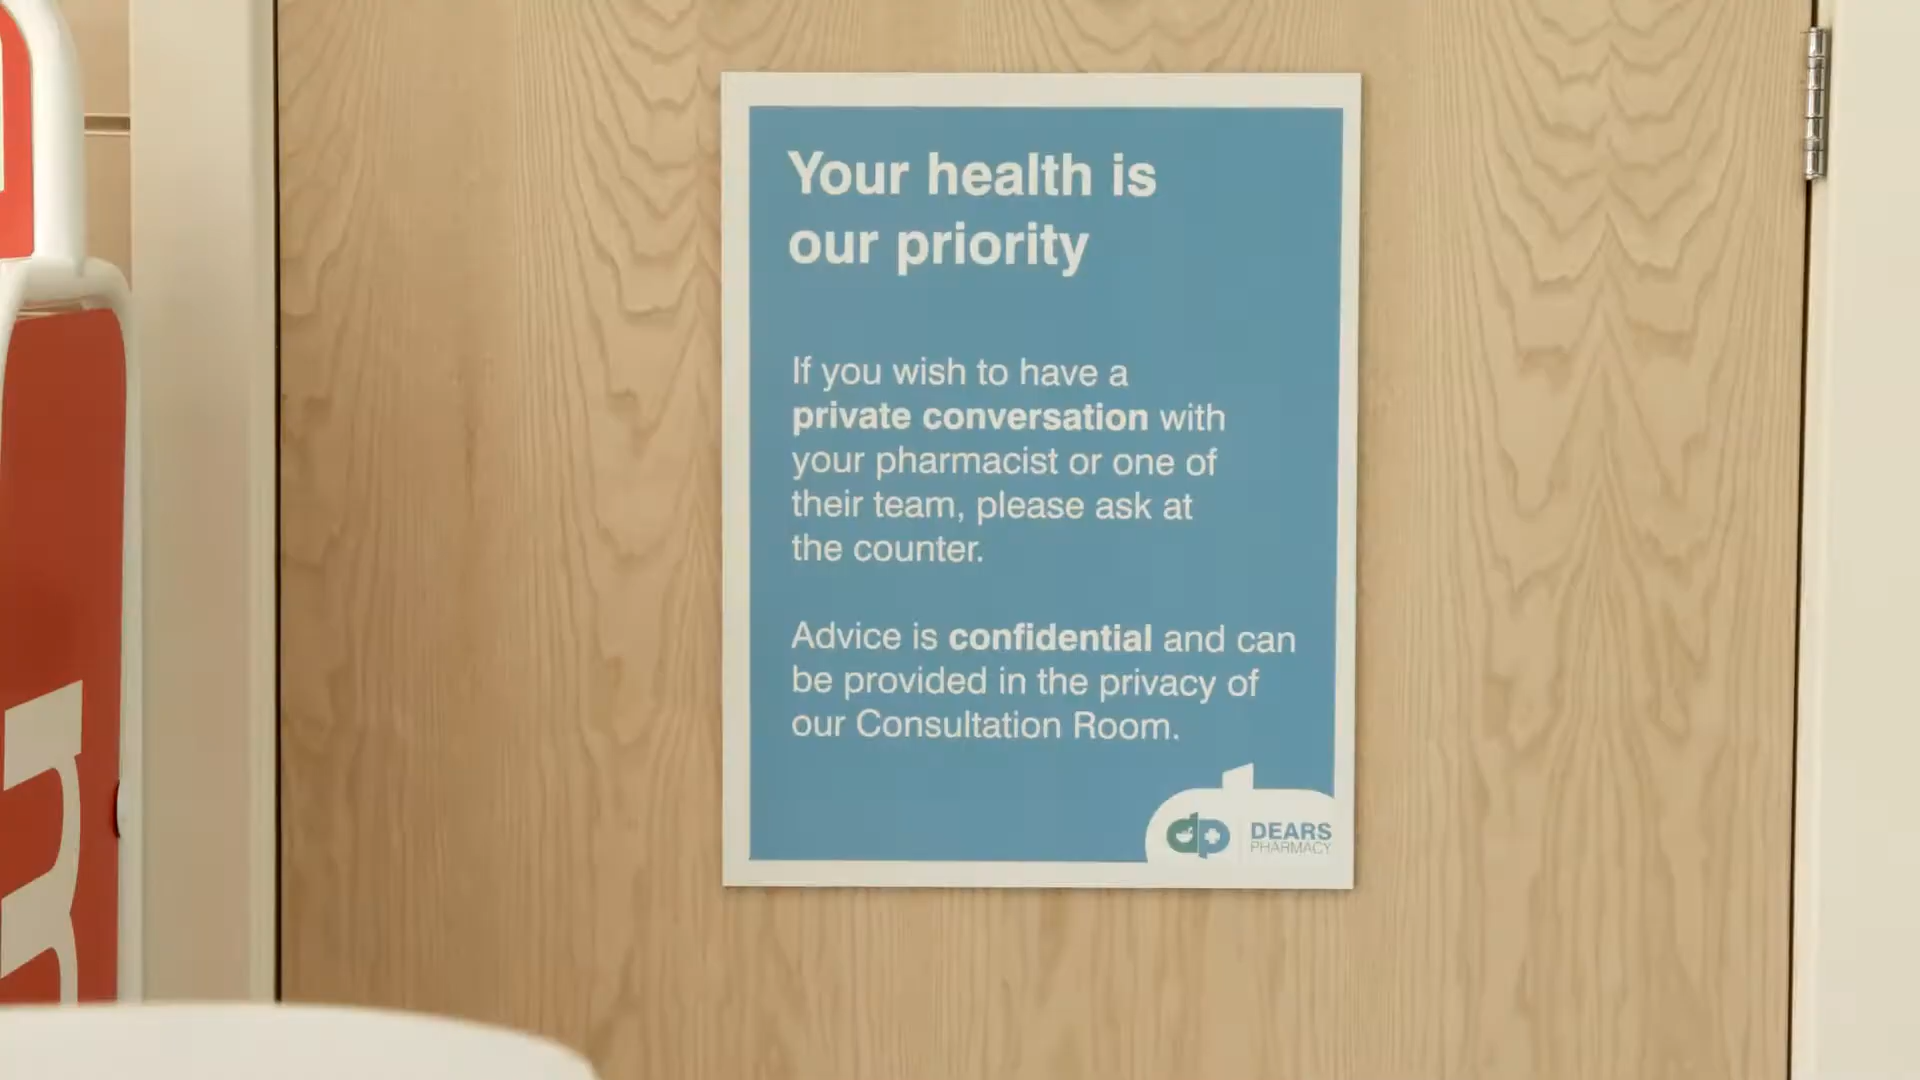 Your health is
our priority
If you wish to have a
private conversation with
your pharmacist or one of
their team, please ask at
the counter.
Advice is confidential and can
be provided in the privacy of
our Consultation Room.
dp
DEARS
PHARMACY